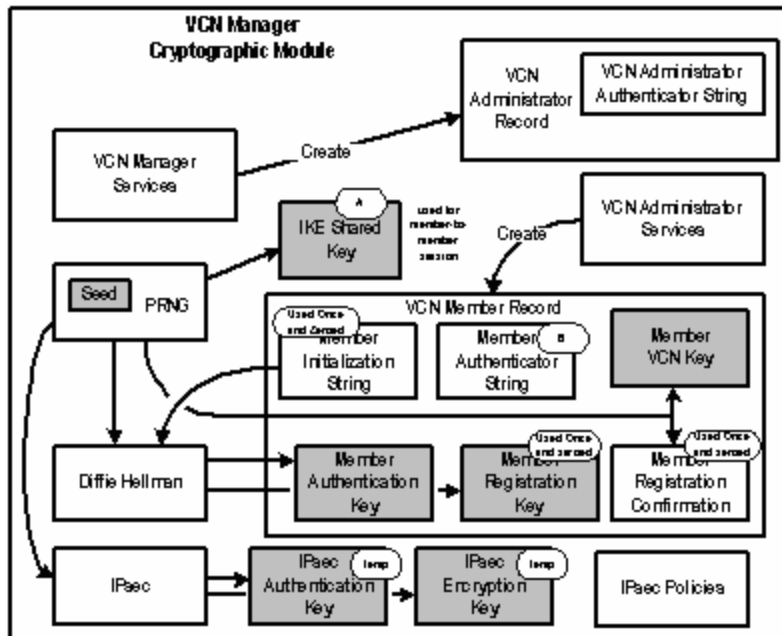 VCN Manager
Cryptographic Module
VCN
Administrator
Record
VCN Administrator
Authenticator String
VCN Manager
Services
Create
A
IKE Shared
Key
used for
member-to-
member
session
VCN Administrator
Services
Create
Seed
PRNG
VCN Member Record
Used Once
and Zeroed
Member
Initialization
String
Member
Authenticator
String
B
Member
VCN Key
Diffie Hellman
Member
Authentication
Key
Used Once
and zeroed
Member
Registration
Key
Used Once
and zeroed
Member
Registration
Confirmation
IPsec
IPsec
Authentication
Key
temp
IPsec
Encryption
Key
temp
IPsec Policies